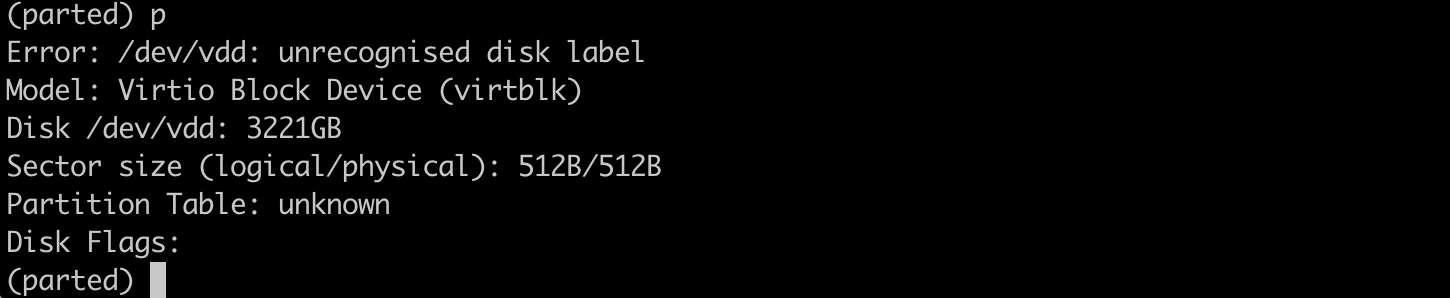 (parted) p
Error: /dev/vdd: unrecognised disk label
Model: Virtio Block Device (virtblk)
Disk /dev/vdd: 3221GB
Sector size (logical/physical): 512B/512B
Partition Table: unknown
Disk Flags:
(parted)